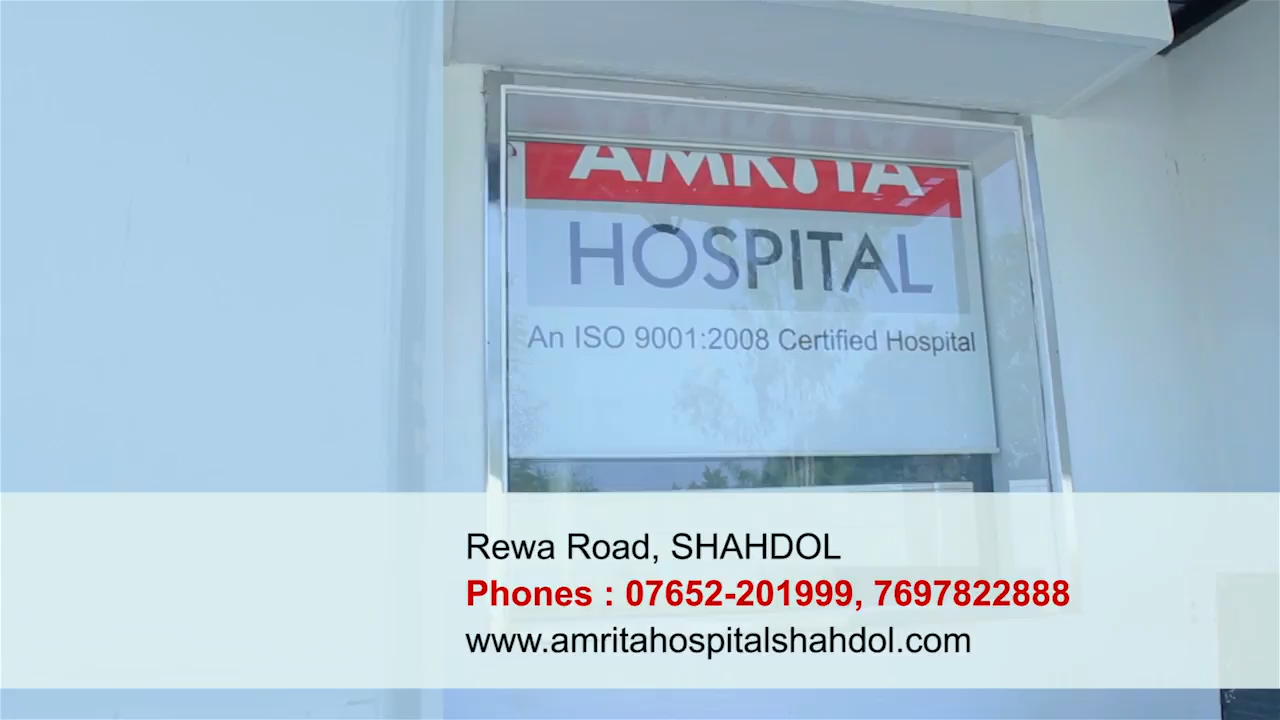 AMRITA
HOSPITAL
An ISO 9001:2008 Certified Hospital
Rewa Road, SHAHDOL
Phones : 07652-201999, 7697822888
www.amritahospitalshahdol.com